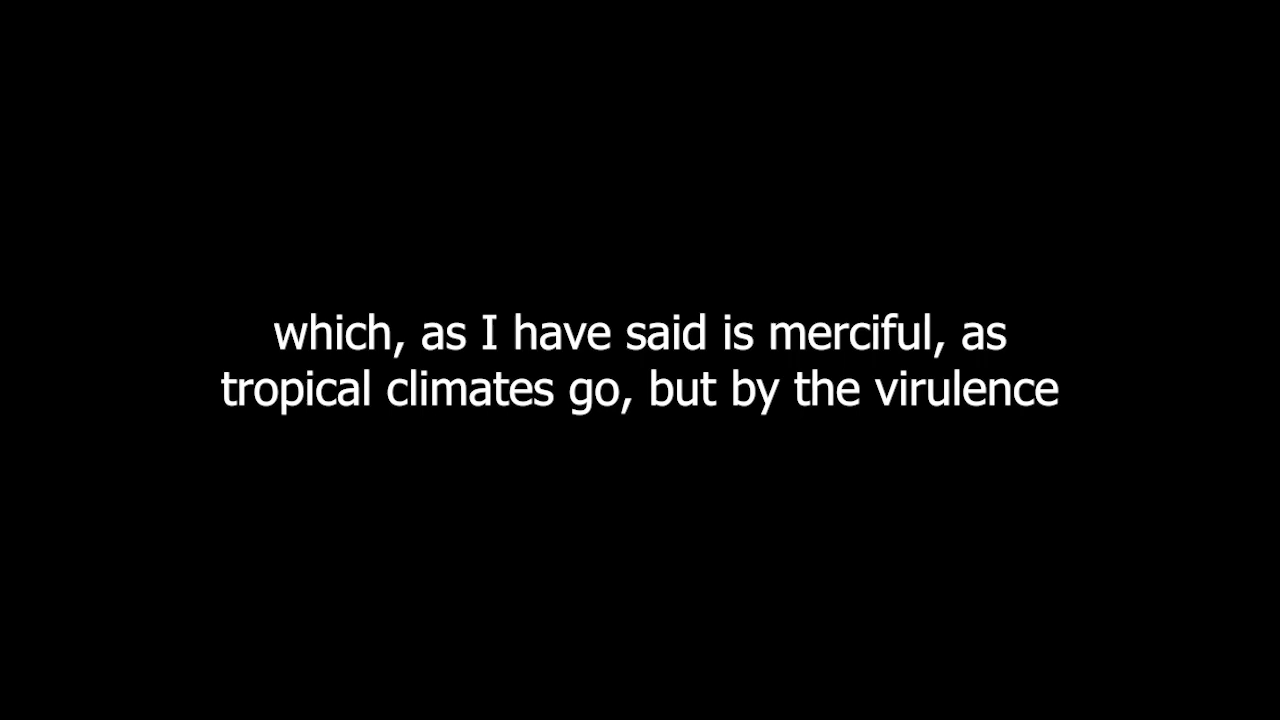 which, as I have said is merciful, as
tropical climates go, but by the virulence